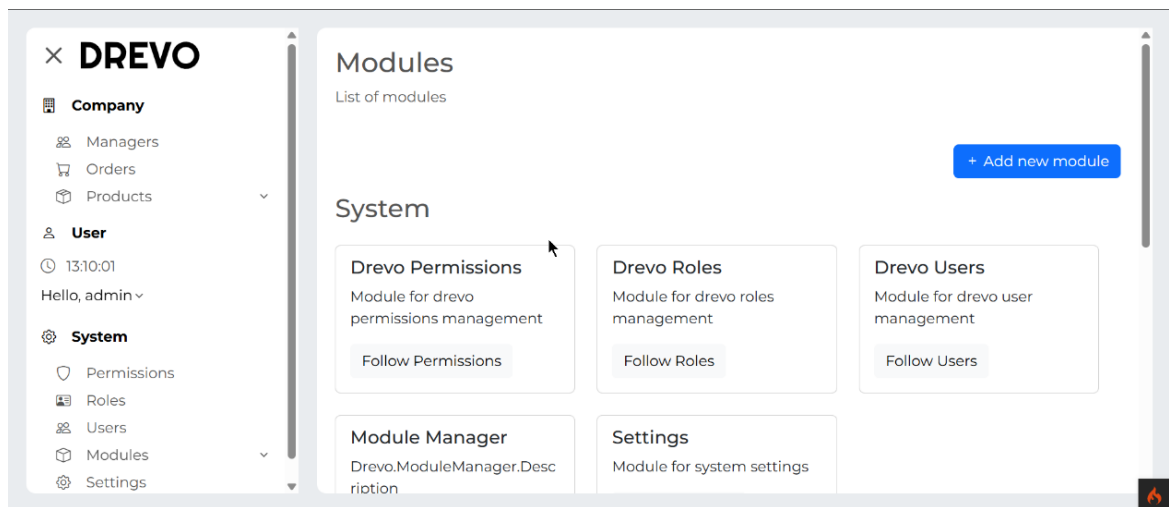 DREVO
Company
Managers
Orders
Products
User
13:10:01
Hello, admin
System
Permissions
Roles
Users
Modules
Settings
Modules
List of modules
+ Add new module
System
Drevo Permissions
Module for drevo
permissions management
Follow Permissions
Drevo Roles
Module for drevo roles
management
Follow Roles
Drevo Users
Module for drevo user
management
Follow Users
Module Manager
Drevo.ModuleManager.Desc
ription
Settings
Module for system settings